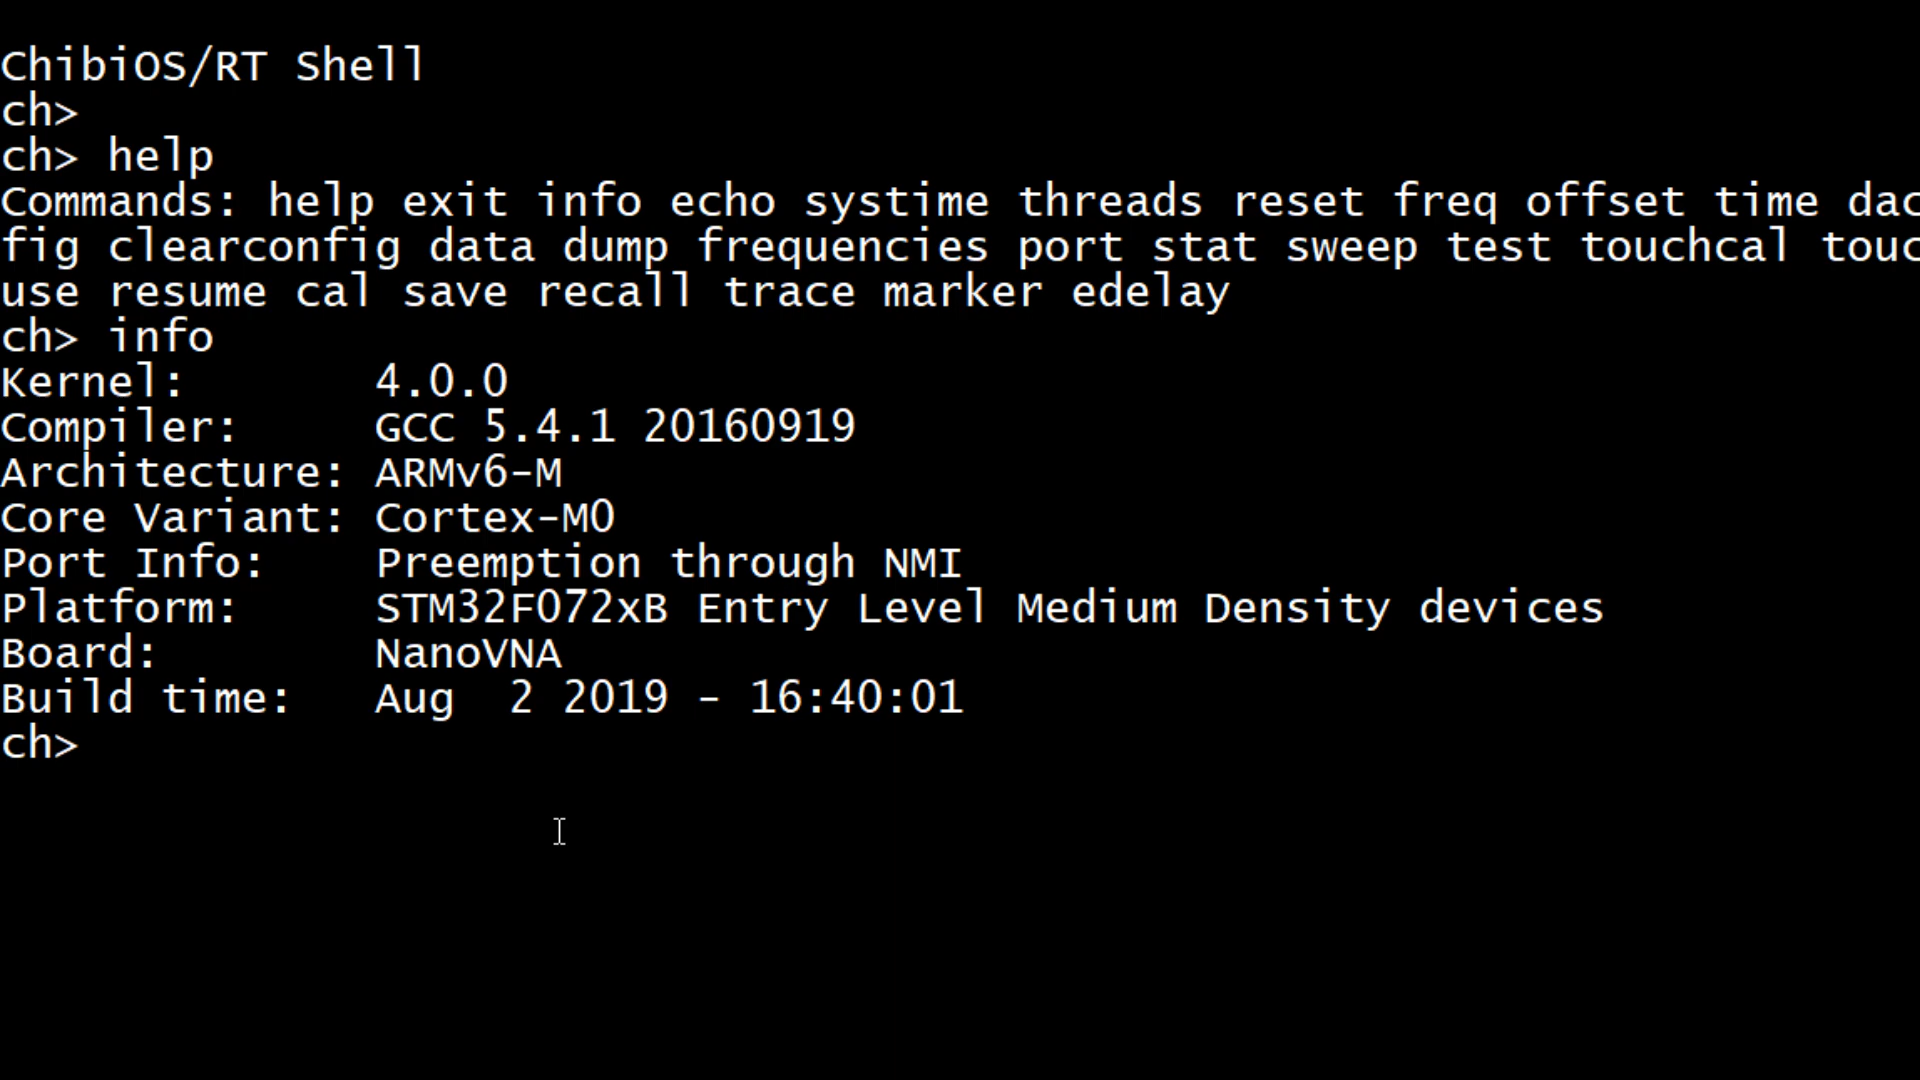 ChibiOS/RT Shell
ch>
ch> help
Commands: help exit info echo systime threads reset freq offset time dac
fig clearconfig data dump frequencies port stat sweep test touchcal touc
use resume cal save recall trace marker edelay
ch> info
Kernel:       4.0.0
Compiler:     GCC 5.4.1 20160919
Architecture: ARMv6-M
Core Variant: Cortex-M0
Port Info:    Preemption through NMI
Platform:     STM32F072xB Entry Level Medium Density devices
Board:        NanoVNA
Build time:   Aug  2 2019 - 16:40:01
ch>